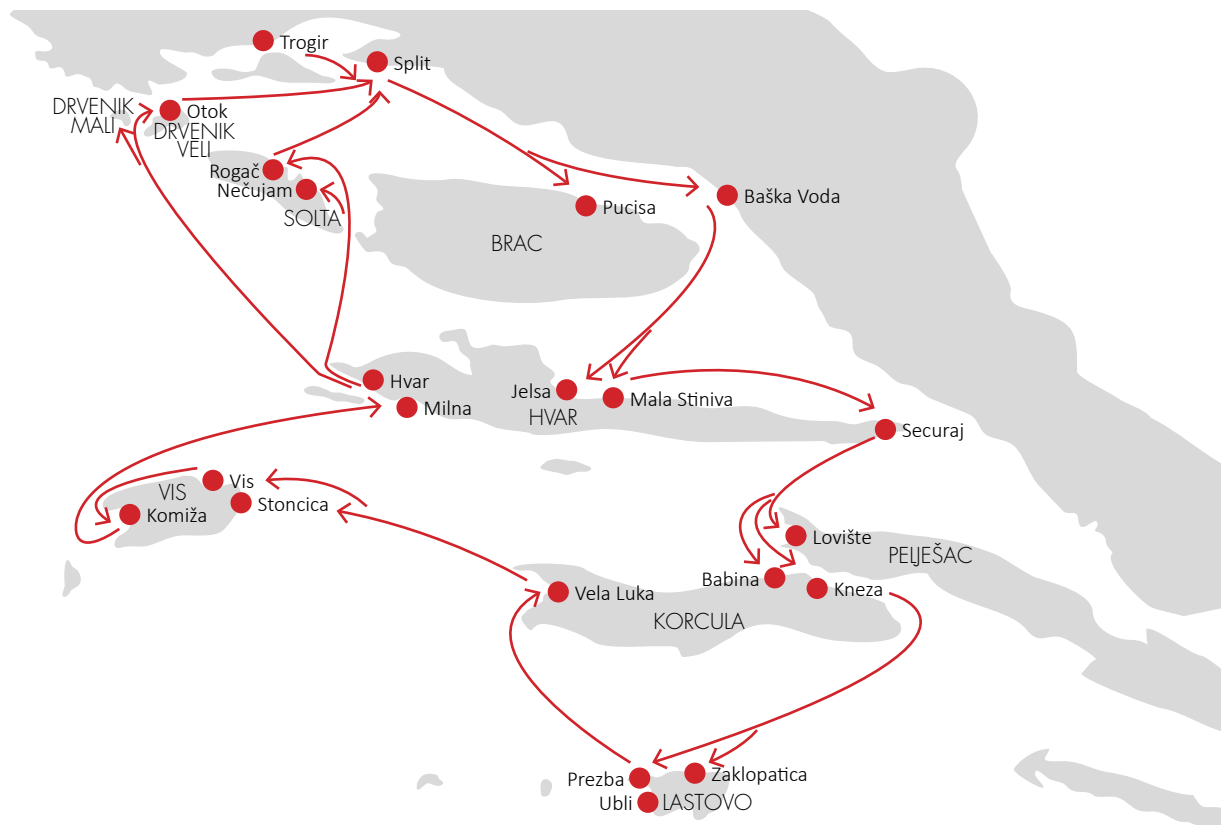 Trogir
Split
DRVENIK
MALI
Otok
DRVENIK
VELI
Rogač
Nečujam
SOLTA
Pucisa
Baška Voda
BRAC
Hvar
Milna
Jelsa
HVAR
Mala Stiniva
Securaj
VIS
Vis
Stoncica
Komiža
Lovište
PELJEŠAC
Babina
Kneza
Vela Luka
KORCULA
Prezba
Zaklopatica
Ubli
LASTOVO